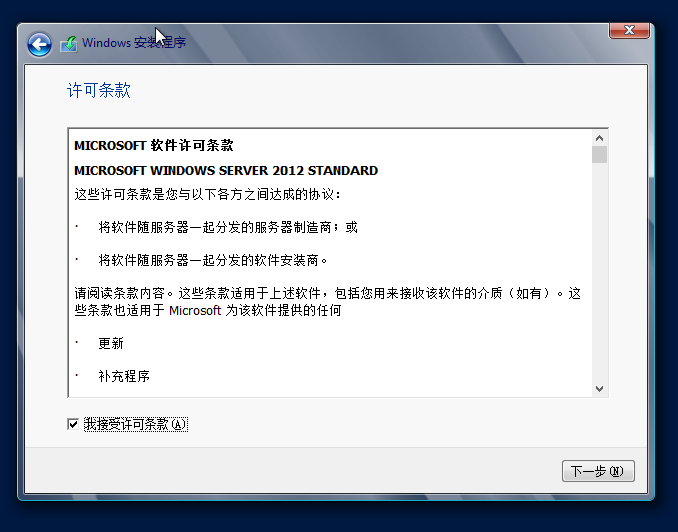 Windows 安装程序
许可条款
MICROSOFT 软件许可条款
MICROSOFT WINDOWS SERVER 2012 STANDARD
这些许可条款是您与以下各方之间达成的协议：
· 将软件随服务器一起分发的服务器制造商；或
· 将软件随服务器一起分发的软件安装商。
请阅读条款内容。这些条款适用于上述软件，包括您用来接收该软件的介质（如有）。这
些条款也适用于 Microsoft 为该软件提供的任何
· 更新
· 补充程序
我接受许可条款(A)
下一步(N)